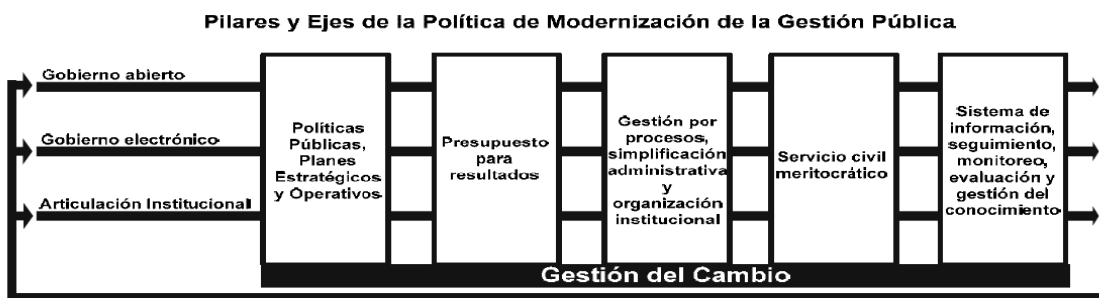 Pilares y Ejes de la Política de Modernización de la Gestión Pública
Gobierno abierto
Gobierno electrónico
Articulación Institucional
Políticas
Públicas,
Planes
Estratégicos
y Operativos
Presupuesto
para
resultados
Gestión por
procesos,
simplificación
administrativa
y
organización
institucional
Servicio civil
meritocrático
Sistema de
información,
seguimiento,
monitoreo,
evaluación y
gestión del
conocimiento
Gestión del Cambio